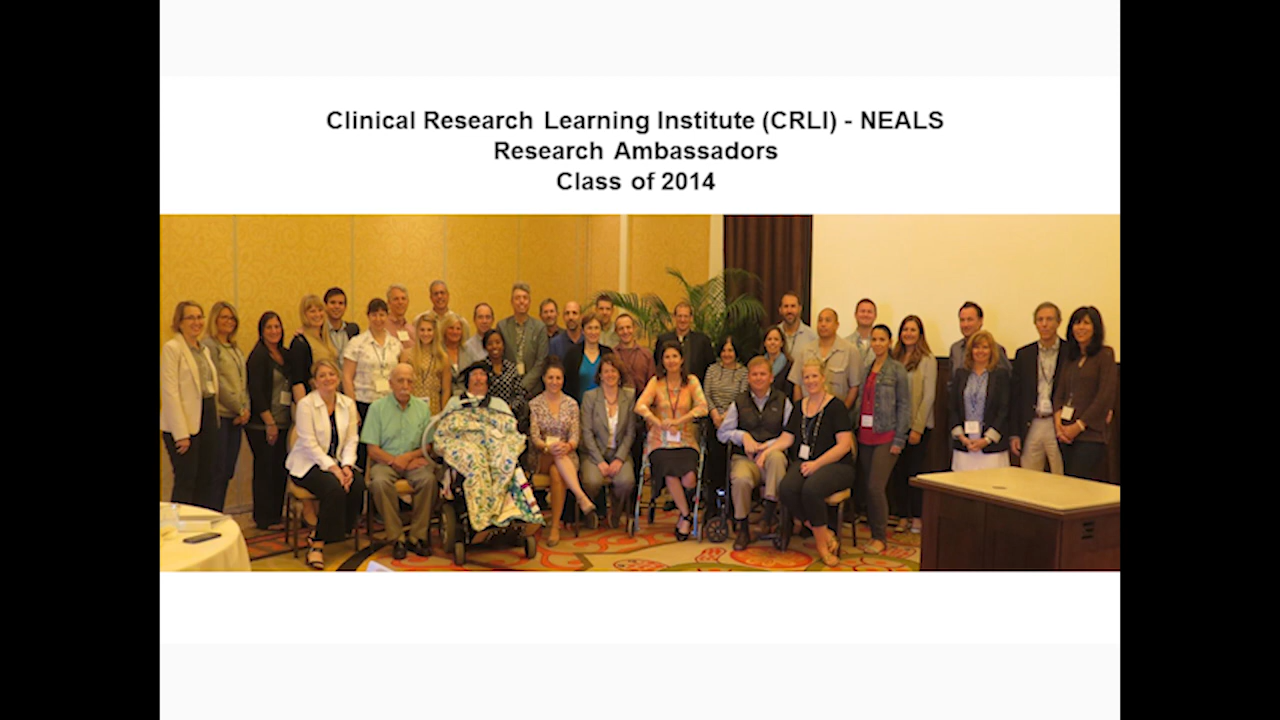 Clinical Research Learning Institute (CRLI) - NEALS
Research Ambassadors
Class of 2014